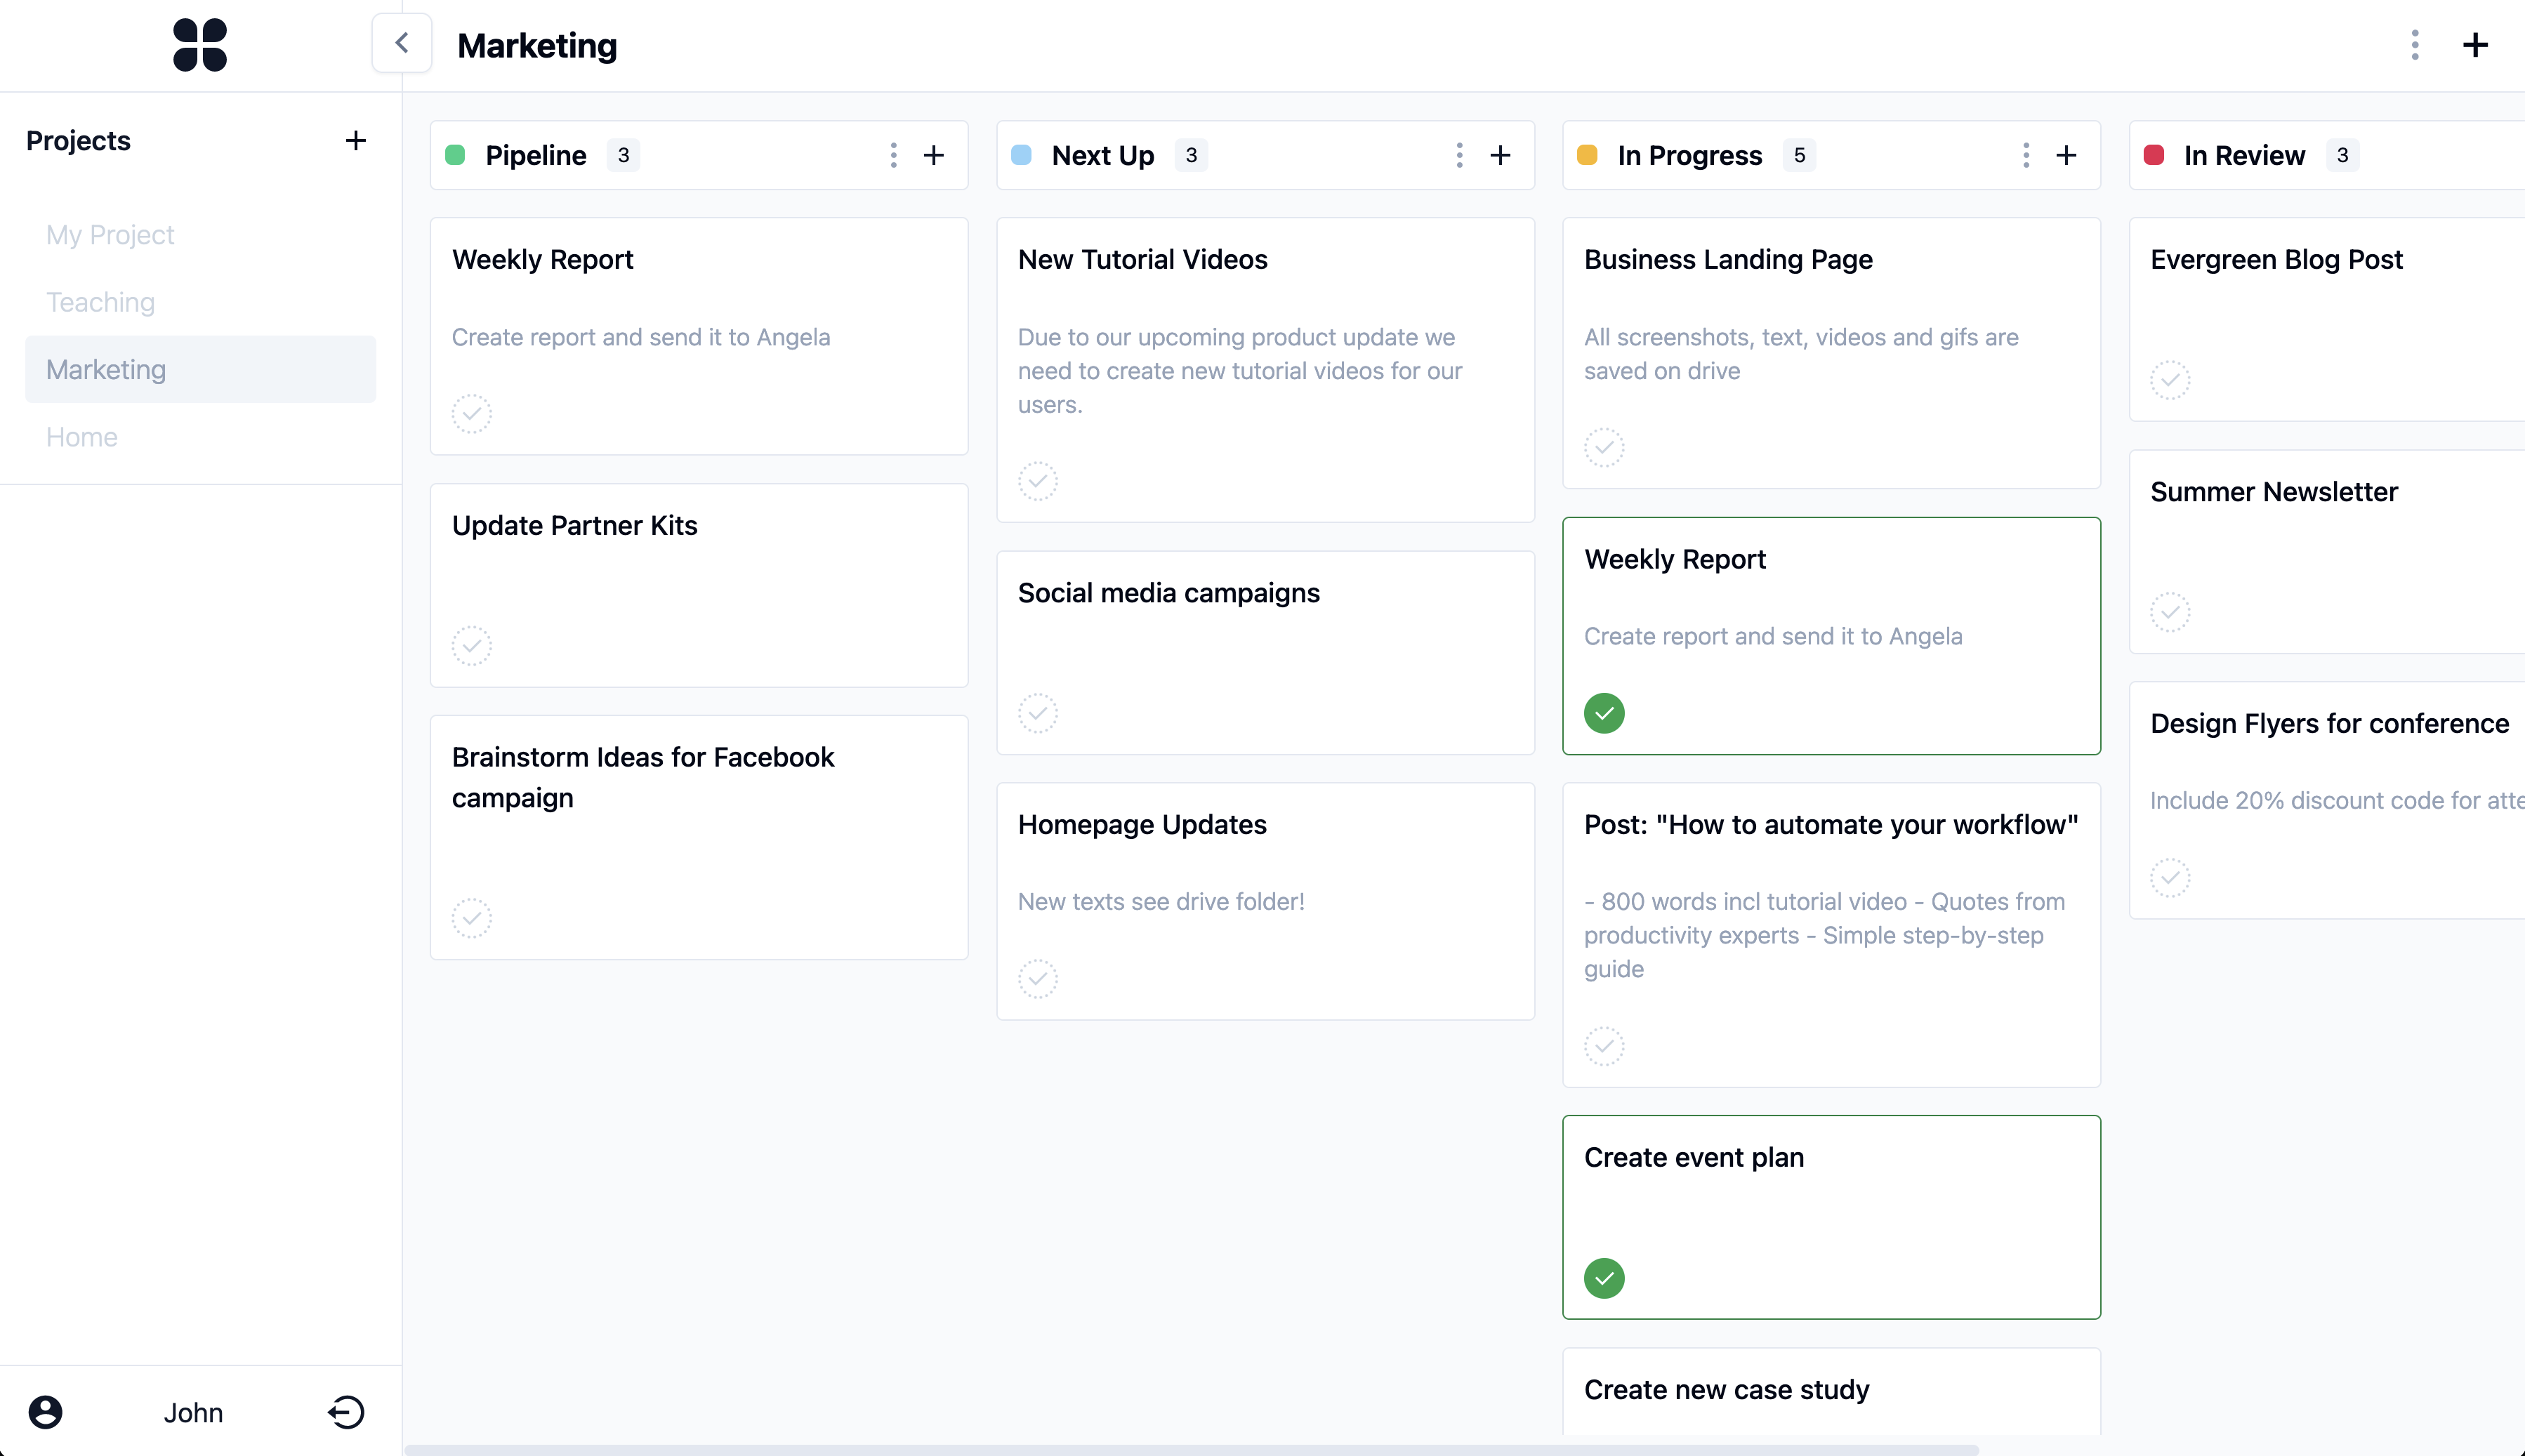 Marketing
Projects
My Project
Teaching
Marketing
Home
John
Pipeline 3
Weekly Report
Create report and send it to Angela
Update Partner Kits
Brainstorm Ideas for Facebook
campaign
Next Up 3
New Tutorial Videos
Due to our upcoming product update we
need to create new tutorial videos for our
users.
Social media campaigns
Homepage Updates
New texts see drive folder!
In Progress 5
Business Landing Page
All screenshots, text, videos and gifs are
saved on drive
Weekly Report
Create report and send it to Angela
Post: "How to automate your workflow"
- 800 words incl tutorial video - Quotes from
productivity experts - Simple step-by-step
guide
Create event plan
Create new case study
In Review 3
Evergreen Blog Post
Summer Newsletter
Design Flyers for conference
Include 20% discount code for